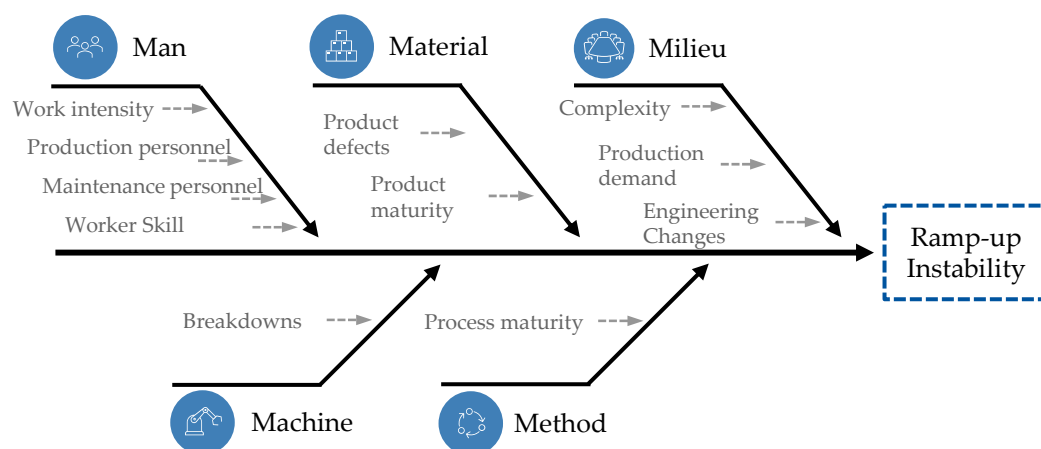 Man
Work intensity
Production personnel
Maintenance personnel
Worker Skill
Material
Product
defects
Product
maturity
Milieu
Complexity
Production
demand
Engineering
Changes
Ramp-up
Instability
Breakdowns
Machine
Process maturity
Method